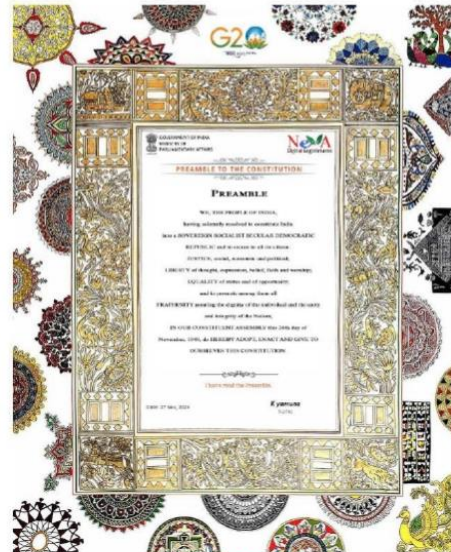 G20
GOVERNMENT OF INDIA
MINISTRY OF
PARLIAMENTARY AFFAIRS
NeVA
PREAMBLE TO THE CONSTITUTION
PREAMBLE
WE, THE PEOPLE OF INDIA,
having solemnly resolved to constitute India
into a SOVEREIGN SOCIALIST SECULAR DEMOCRATIC
REPUBLIC and to secure to all its citizens
JUSTICE, social, economic and political;
LIBERTY of thought, expression, belief, faith and worship;
EQUALITY of status and of opportunity;
and to promote among them all
FRATERNITY assuring the dignity of the individual and the unity
and integrity of the Nation;
IN OUR CONSTITUENT ASSEMBLY this 26th day of
November, 1949, do HEREBY ADOPT, ENACT AND GIVE TO
OURSELVES THIS CONSTITUTION
I have read the Preamble.